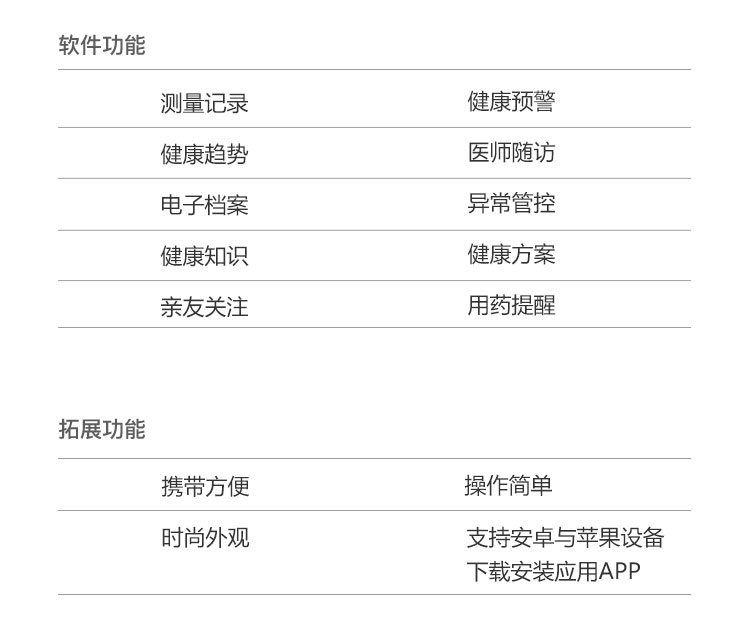 软件功能
测量记录 健康预警
健康趋势 医师随访
电子档案 异常管控
健康知识 健康方案
亲友关注 用药提醒
拓展功能
携带方便 操作简单
时尚外观 支持安卓与苹果设备
下载安装应用APP